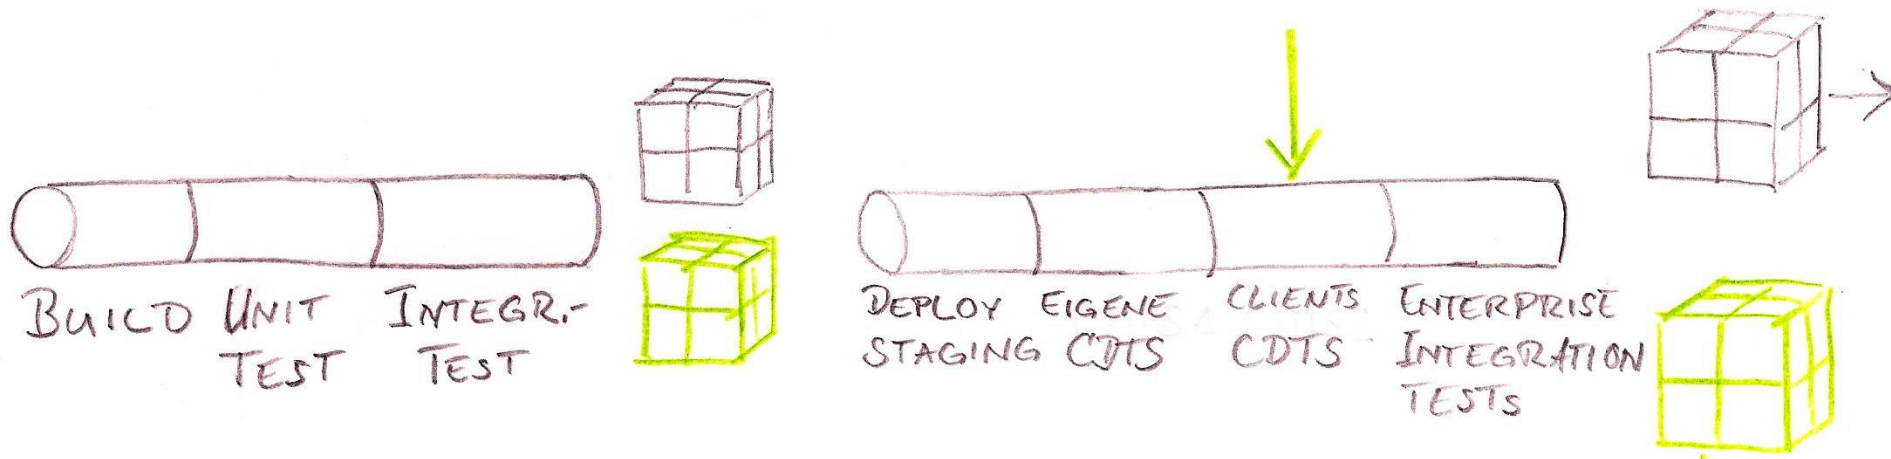 BUILD UNIT TEST
INTEGR.-
TEST
DEPLOY
STAGING
EIGENE
CDTS
CLIENTS
CDTS
ENTERPRISE
INTEGRATION
TESTS